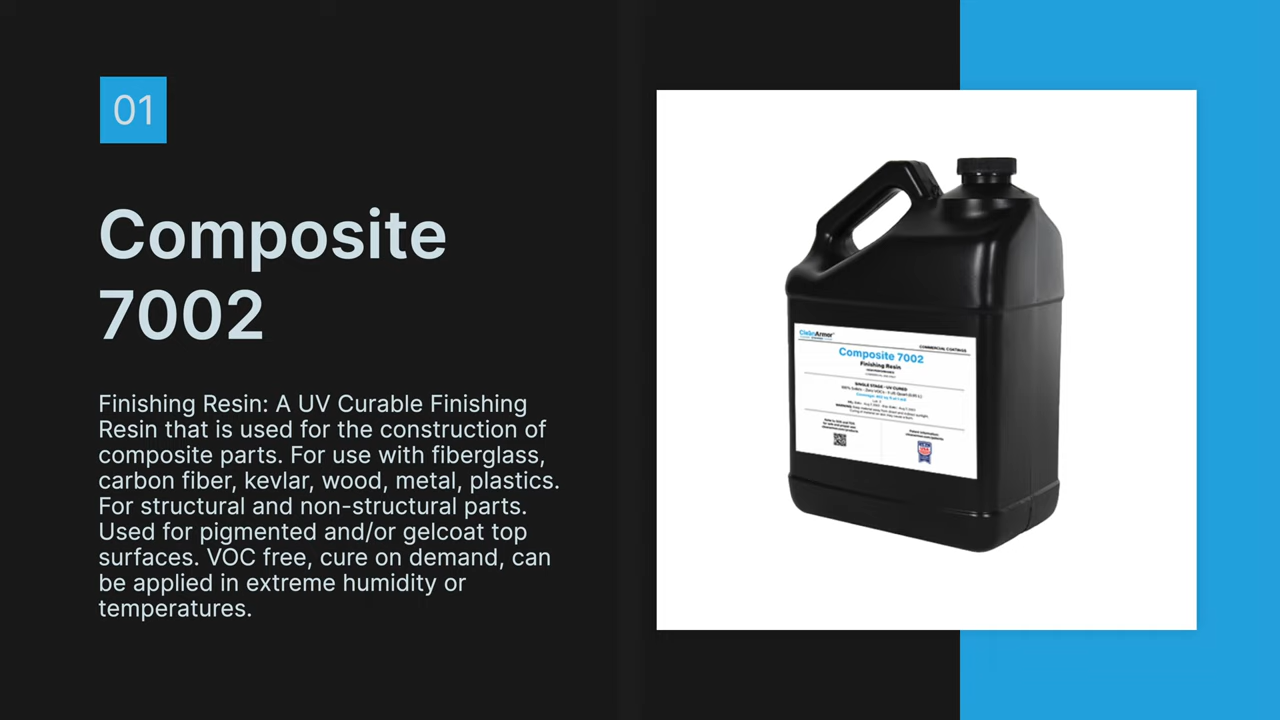 01
Composite
7002
Finishing Resin: A UV Curable Finishing
Resin that is used for the construction of
composite parts. For use with fiberglass,
carbon fiber, kevlar, wood, metal, plastics.
For structural and non-structural parts.
Used for pigmented and/or gelcoat top
surfaces. VOC free, cure on demand, can
be applied in extreme humidity or
temperatures.
COMMERCIAL COATINGS
Composite 7002
Finishing Resin
SINGLE STAGE - UV CURED